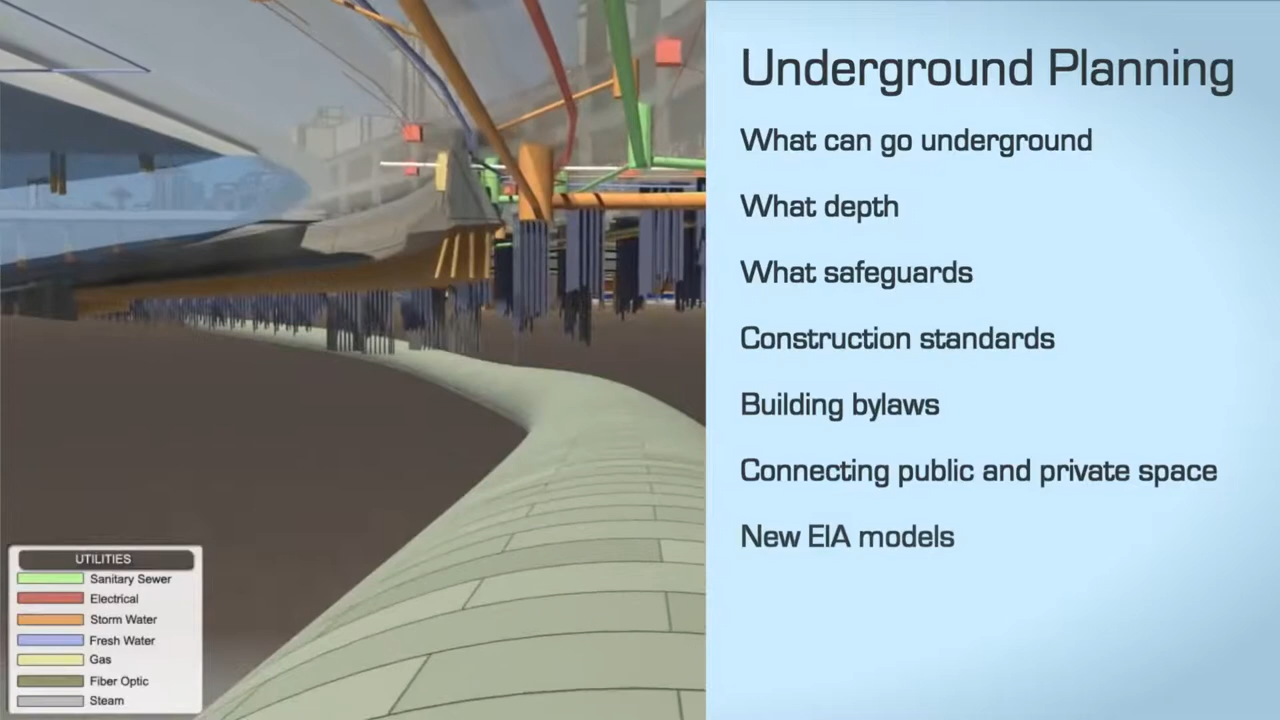 Underground Planning
What can go underground
What depth
What safeguards
Construction standards
Building bylaws
Connecting public and private space
New EIA models
UTILITIES
Sanitary Sewer
Electrical
Storm Water
Fresh Water
Gas
Fiber Optic
Steam